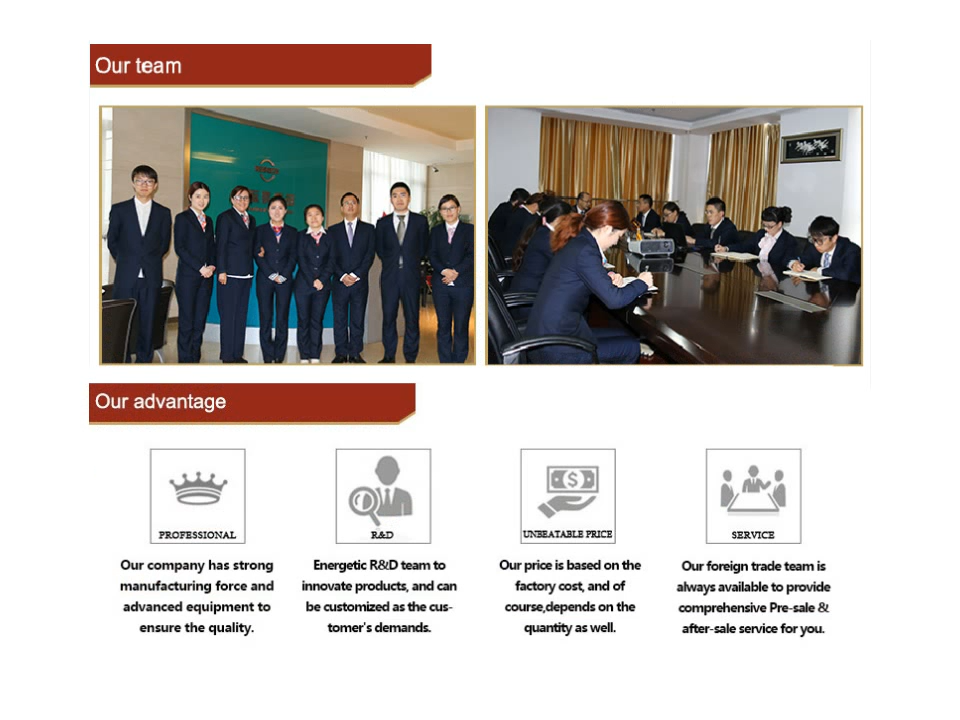 Our team
Our advantage
PROFESSIONAL
Our company has strong
manufacturing force and
advanced equipment to
ensure the quality.
R&D
Energetic R&D team to
innovate products, and can
be customized as the cus-
tomer's demands.
UNBEATABLE PRICE
Our price is based on the
factory cost, and of
course,depends on the
quantity as well.
SERVICE
Our foreign trade team is
always available to provide
comprehensive Pre-sale &
after-sale service for you.